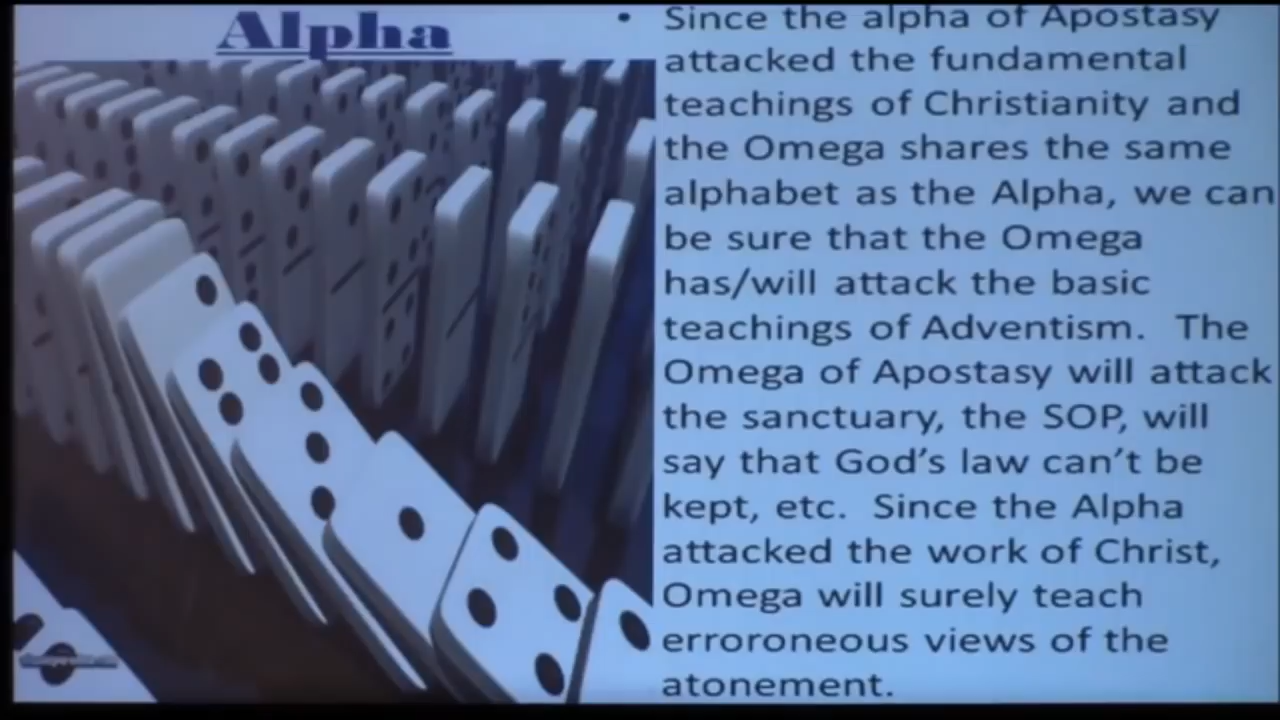 Alpha
• Since the alpha of Apostasy
attacked the fundamental
teachings of Christianity and
the Omega shares the same
alphabet as the Alpha, we can
be sure that the Omega
has/will attack the basic
teachings of Adventism. The
Omega of Apostasy will attack
the sanctuary, the SOP, will
say that God's law can't be
kept, etc. Since the Alpha
attacked the work of Christ,
Omega will surely teach
erroroneous views of the
atonement.